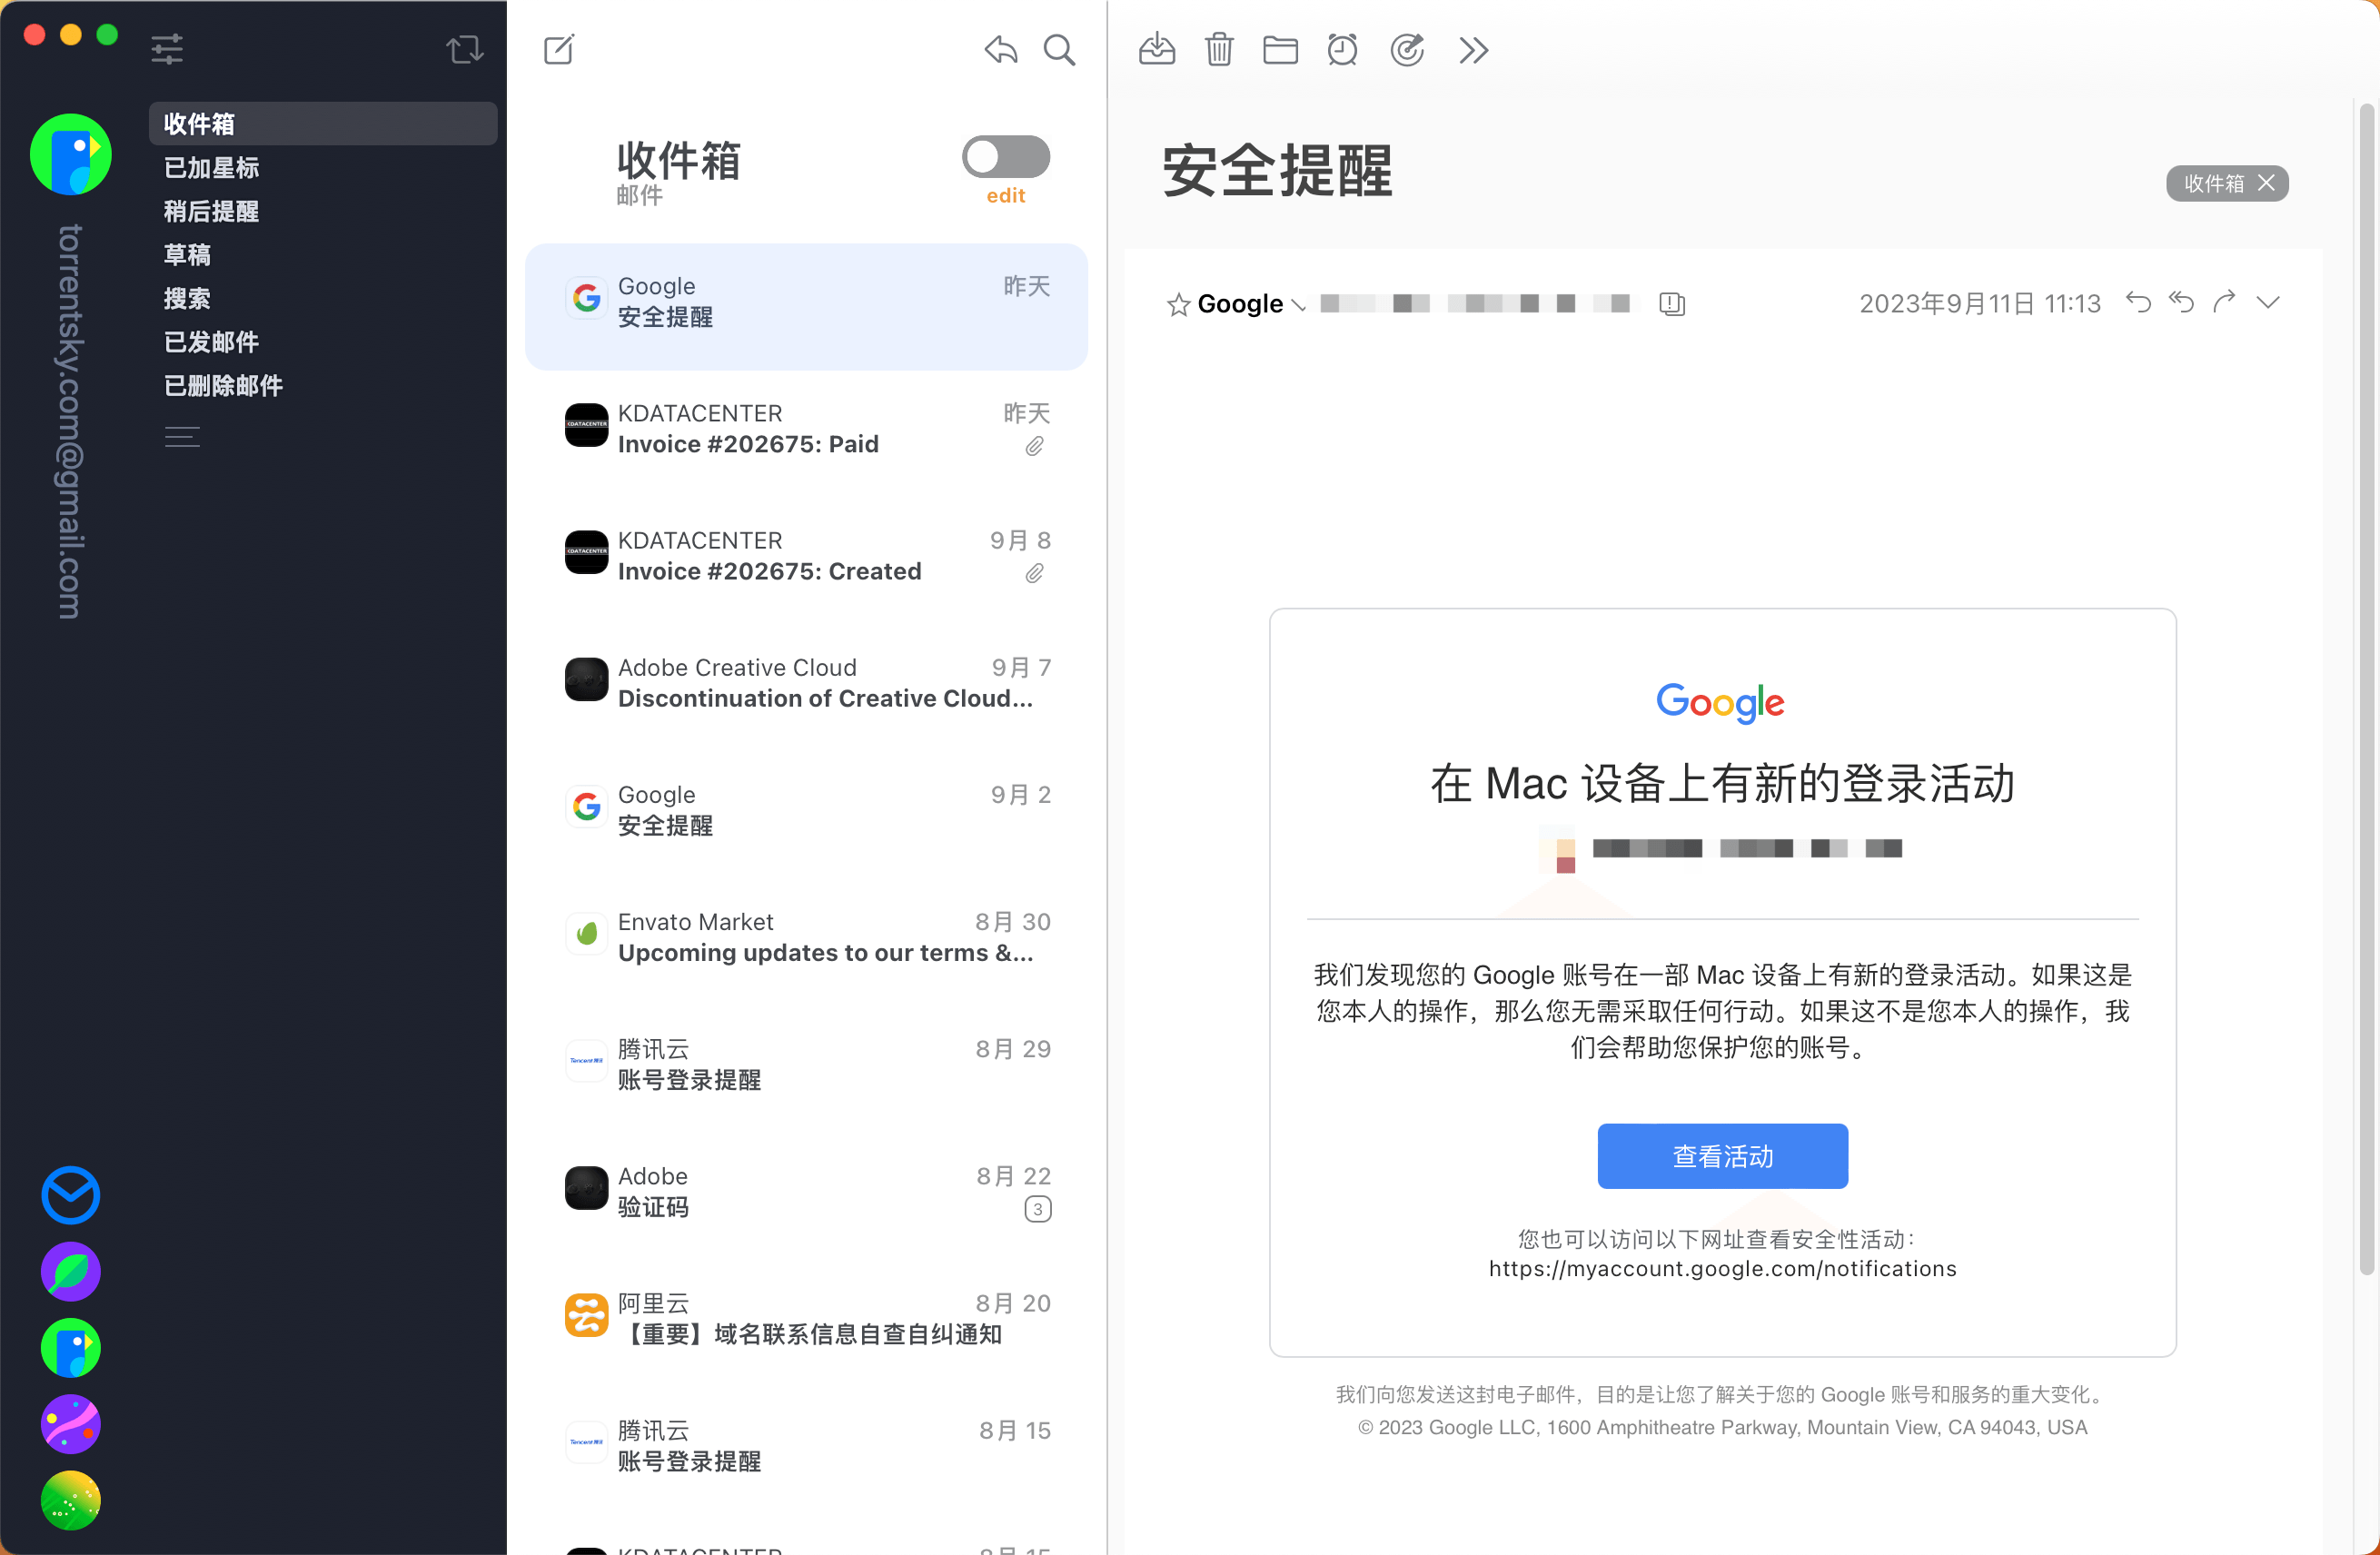 收件箱
已加星标
稍后提醒
草稿
搜索
已发邮件
已删除邮件
torrentsky.com@gmail.com
收件箱
邮件
edit
Google
昨天
安全提醒
KDATACENTER
昨天
KDATACENTER
Invoice #202675: Paid
KDATACENTER
9月 8
KDATACENTER
Invoice #202675: Created
Adobe Creative Cloud
9月 7
Discontinuation of Creative Cloud...
Google
9月 2
安全提醒
Envato Market
8月 30
Upcoming updates to our terms &...
腾讯云
8月 29
Tencent 腾讯
账号登录提醒
Adobe
8月 22
验证码
3
阿里云
8月 20
【重要】域名联系信息自查自纠通知
腾讯云
8月 15
Tencent 腾讯
账号登录提醒
KDATACENTER
8月 15
安全提醒
收件箱
Google
2023年9月11日 11:13
Google
在 Mac 设备上有新的登录活动
我们发现您的 Google 账号在一部 Mac 设备上有新的登录活动。如果这是
您本人的操作，那么您无需采取任何行动。如果这不是您本人的操作，我
们会帮助您保护您的账号。
查看活动
您也可以访问以下网址查看安全性活动：
https://myaccount.google.com/notifications
我们向您发送这封电子邮件，目的是让您了解关于您的 Google 账号和服务的重大变化。
© 2023 Google LLC, 1600 Amphitheatre Parkway, Mountain View, CA 94043, USA